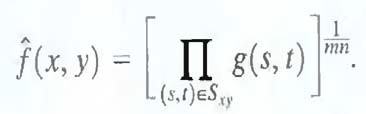 f̂(x, y) = [ ∏_{(s,t)∈S_{xy}} g(s, t) ]^{1/mn}.